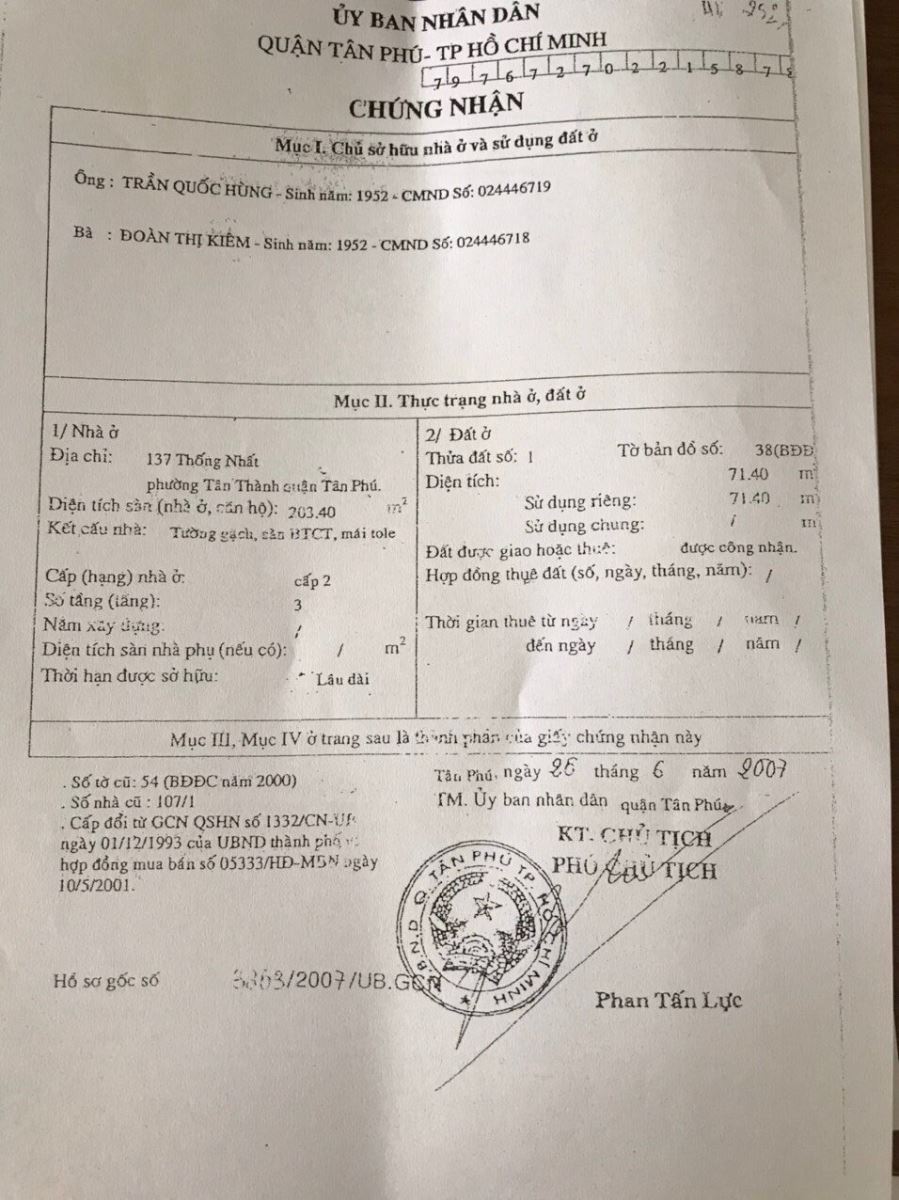 ỦY BAN NHÂN DÂN
QUẬN TÂN PHÚ- TP HỒ CHÍ MINH
7 9 7 6 7 2 7 0 2 2 1 5 8 7
CHỨNG NHẬN
Mục I. Chủ sở hữu nhà ở và sử dụng đất ở
Ông : TRẦN QUỐC HÙNG - Sinh năm: 1952 - CMND Số: 024446719
Bà : ĐOÀN THỊ KIÊM - Sinh năm: 1952 - CMND Số: 024446718
Mục II. Thực trạng nhà ở, đất ở
1/ Nhà ở
Địa chỉ: 137 Thống Nhất
phường Tân Thành quận Tân Phú.
Diện tích sàn (nhà ở, căn hộ): 203.40 m²
Kết cấu nhà: Tường gạch, sàn BTCT, mái tole
Cấp (hạng) nhà ở: cấp 2
Số tầng (tầng): 3
Năm xây dựng: /
Diện tích sàn nhà phụ (nếu có): / m²
Thời hạn được sở hữu: Lâu dài
2/ Đất ở
Thửa đất số: 1 Tờ bản đồ số: 38(BĐĐ
Diện tích: 71.40 m²
Sử dụng riêng: 71.40 m²
Sử dụng chung: / m
Đất được giao hoặc thuê: được công nhận.
Hợp đồng thuê đất (số, ngày, tháng, năm): /
Thời gian thuê từ ngày / tháng / năm /
đến ngày / tháng / năm /
Mục III, Mục IV ở trang sau là thành phần của giấy chứng nhận này
. Số tờ cũ: 54 (BĐĐC năm 2000)
. Số nhà cũ : 107/1
. Cấp đổi từ GCN QSHN số 1332/CN-UB
ngày 01/12/1993 của UBND thành phố
hợp đồng mua bán số 05333/HĐ-MBN ngày
10/5/2001.
Hồ sơ gốc số 3363/2007/UB.GCN
Tân Phú, ngày 26 tháng 6 năm 2007
TM. Ủy ban nhân dân quận Tân Phú
KT. CHỦ TỊCH
PHÓ CHỦ TỊCH
U.B.N.D Q. TÂN PHÚ TP. HỒ CHÍ MINH
Phan Tấn Lực